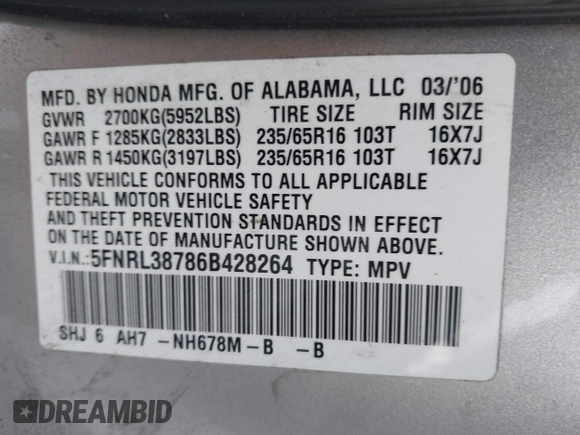 MFD. BY HONDA MFG. OF ALABAMA, LLC 03/'06
GVWR 2700KG(5952LBS) TIRE SIZE RIM SIZE
GAWR F 1285KG(2833LBS) 235/65R16 103T 16X7J
GAWR R 1450KG(3197LBS) 235/65R16 103T 16X7J
THIS VEHICLE CONFORMS TO ALL APPLICABLE
FEDERAL MOTOR VEHICLE SAFETY
AND THEFT PREVENTION STANDARDS IN EFFECT
ON THE DATE OF MANUFACTURE SHOWN ABOVE.
V.I.N.:5FNRL38786B428264 TYPE: MPV
SHJ 6 AH7 -NH678M-B -B
DREAMBID